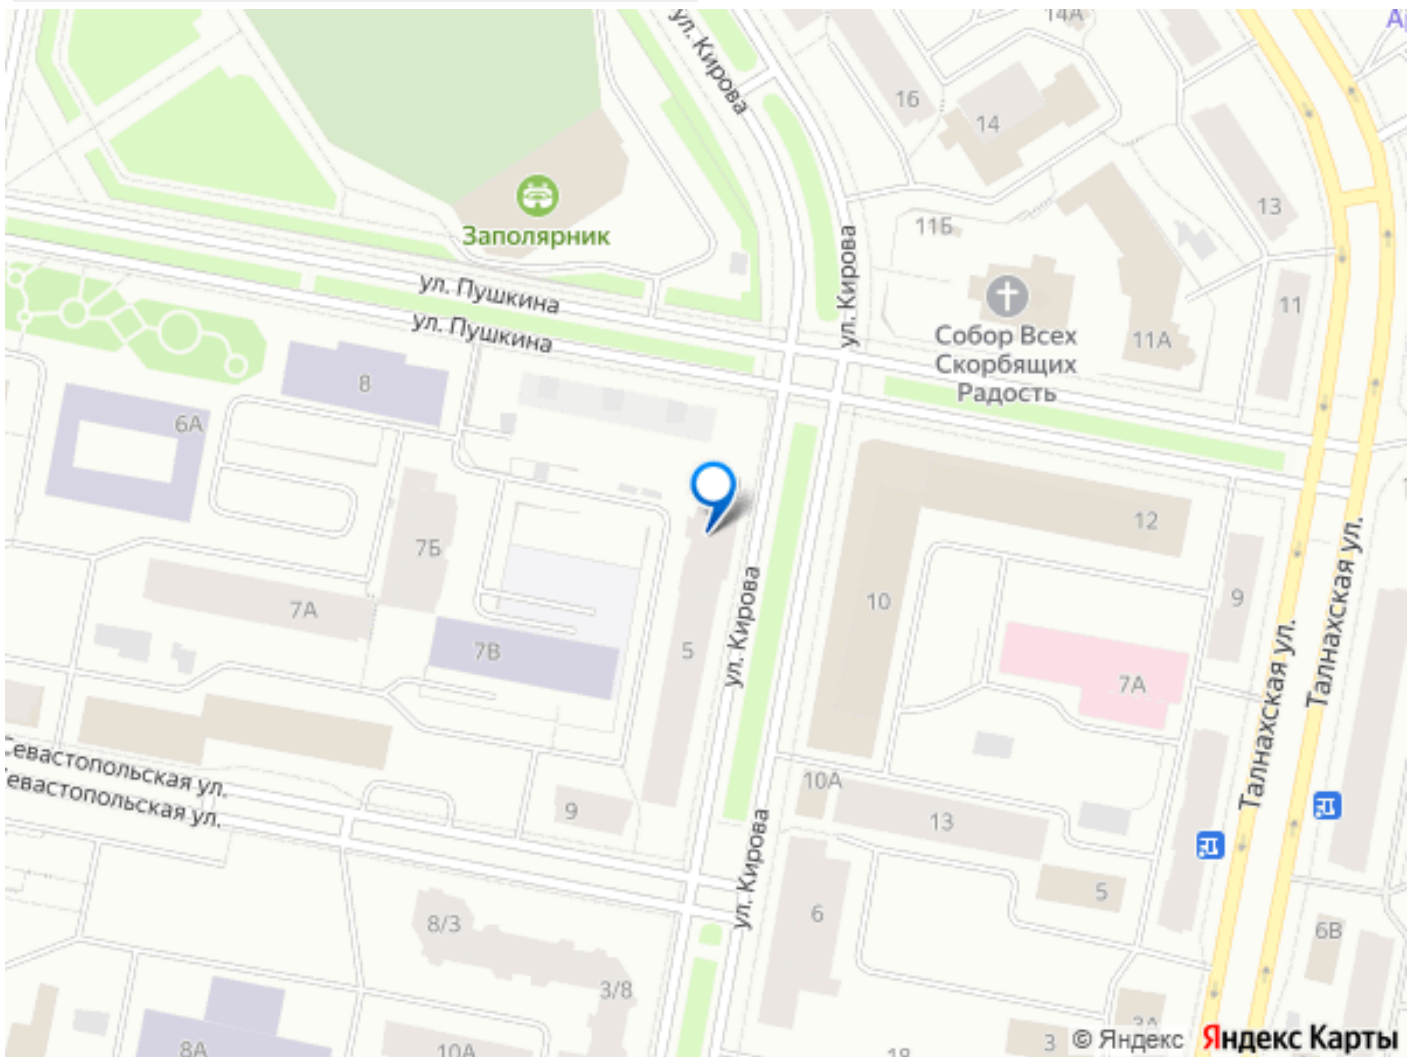 14А
ул. Кирова
16
14
13
11Б
Заполярник
ул. Кирова
ул. Пушкина
ул. Пушкина
11
11А
Собор Всех
Скорбящих
Радость
8
6А
12
7Б
9
10
7А
ул. Кирова
5
7В
7А
Талнахская ул.
Талнахская ул.
Севастопольская ул.
Севастопольская ул.
10А
9
13
ул. Кирова
5
6
8/3
6В
3/8
3
3А
8А
10А
© Яндекс
Яндекс Карты